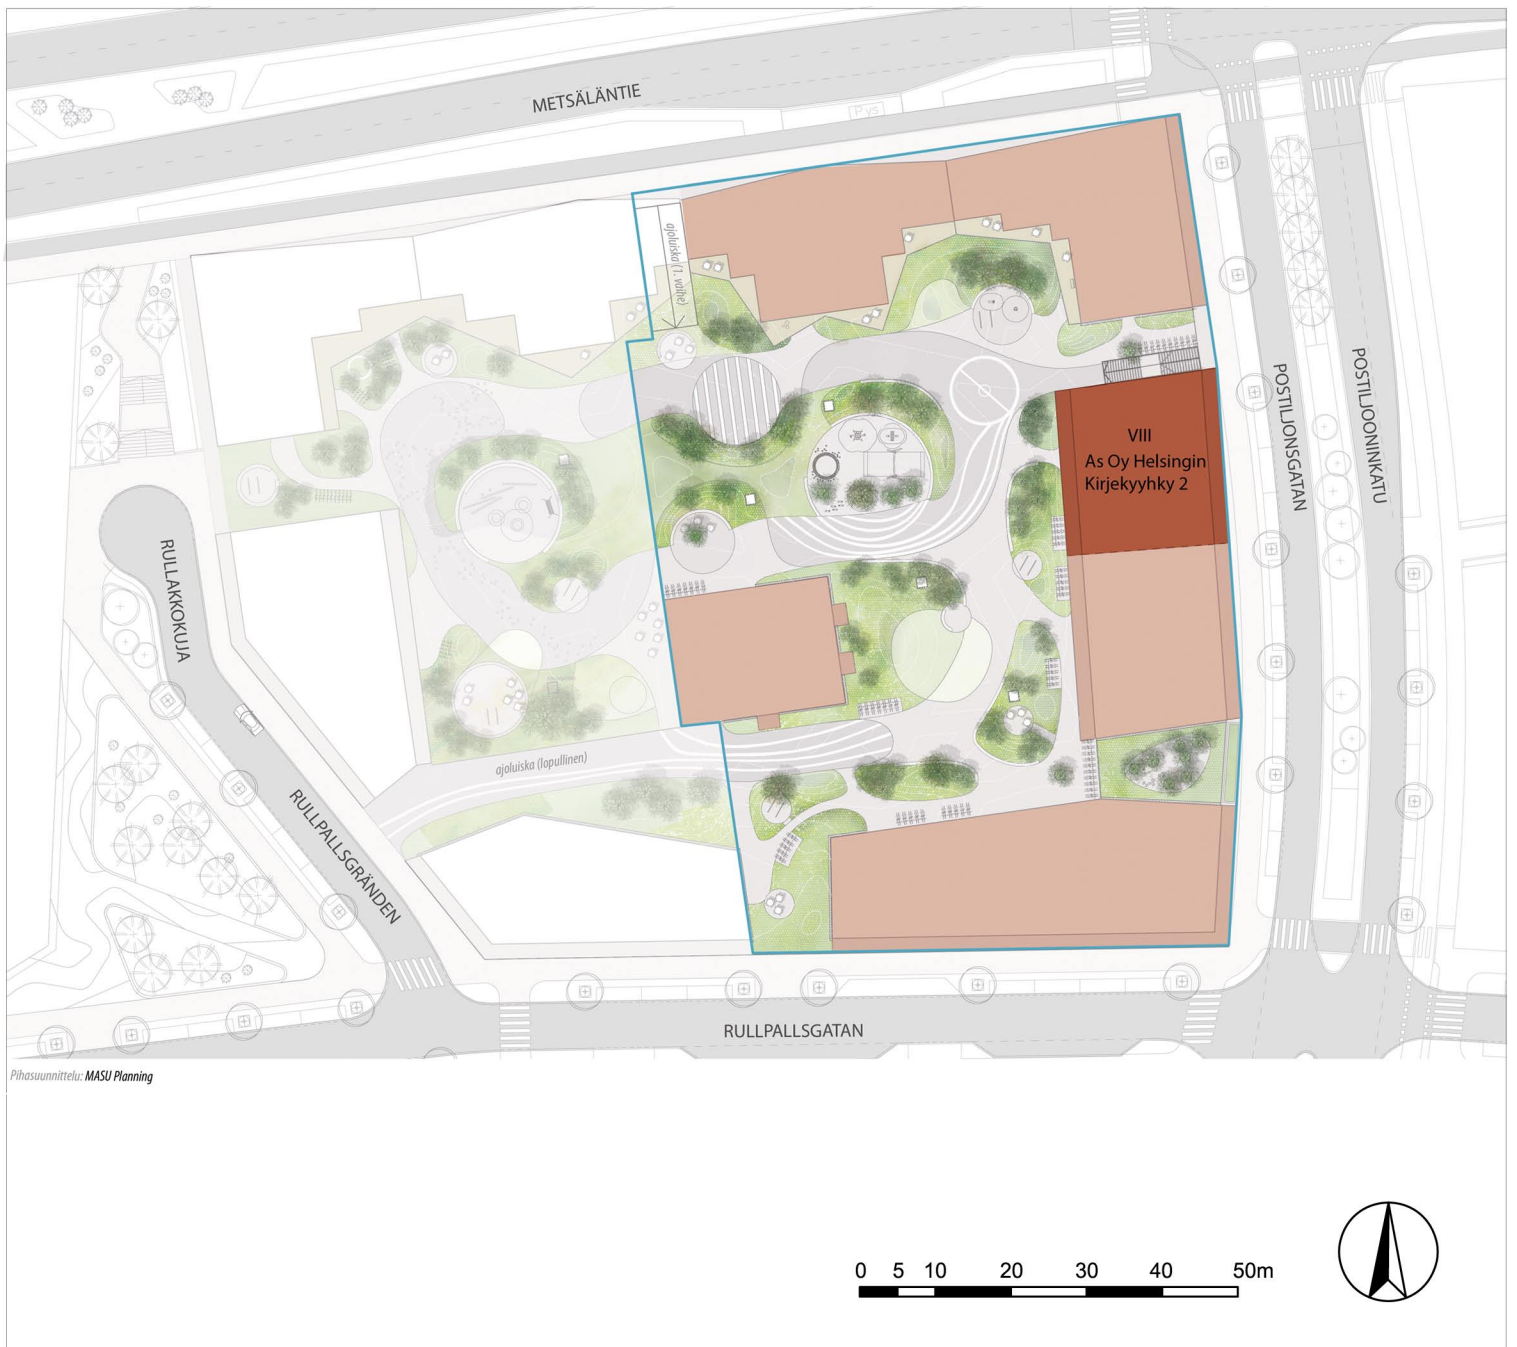 METSÄLÄNTIE
P ys
ajoluiska (1. vaihe)
POSTILJONSGATAN
POSTILJOONINKATU
VIII
As Oy Helsingin
Kirjekyyhky 2
RULLAKKOKUJA
ajoluiska (lopullinen)
RULLPALLSGRÄNDEN
RULLPALLSGATAN
Pihasuunnittelu: MASU Planning
0 5 10 20 30 40 50m